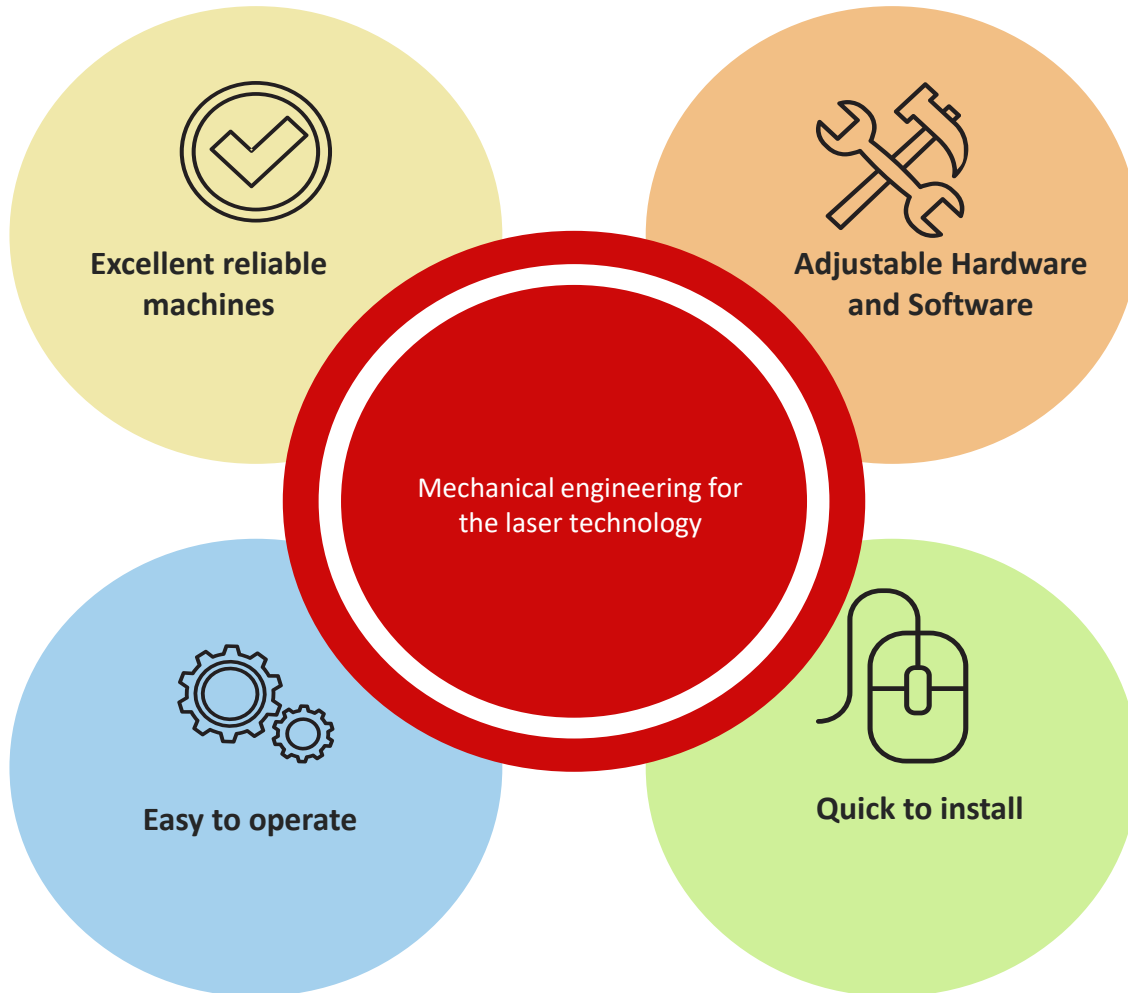 Excellent reliable
machines
Adjustable Hardware
and Software
Mechanical engineering for
the laser technology
Easy to operate
Quick to install